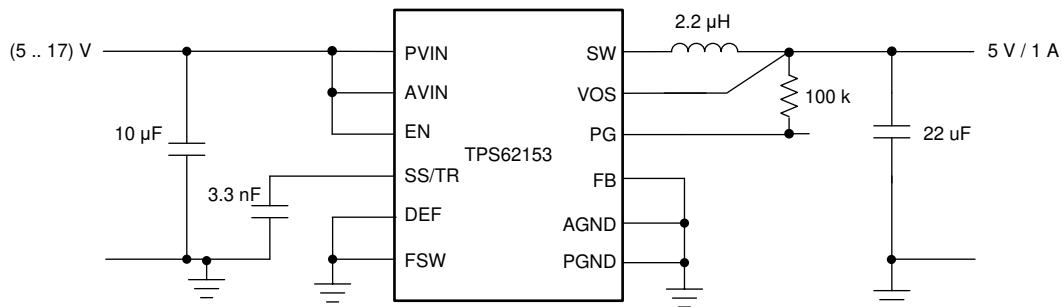 2.2 µH
(5 .. 17) V
PVIN
SW
5 V / 1 A
AVIN
VOS
100 k
10 µF
EN
PG
22 uF
TPS62153
3.3 nF
SS/TR
FB
DEF
AGND
FSW
PGND